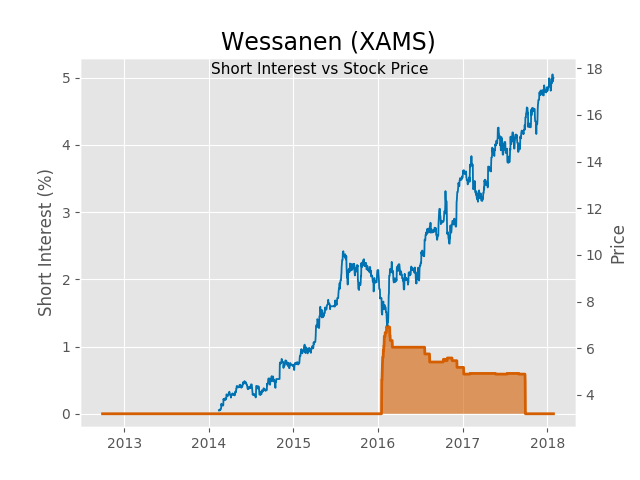 Wessanen (XAMS)
Short Interest vs Stock Price
Short Interest (%)
5
4
3
2
1
0
18
16
14
12
10
8
6
4
Price
2013 2014 2015 2016 2017 2018